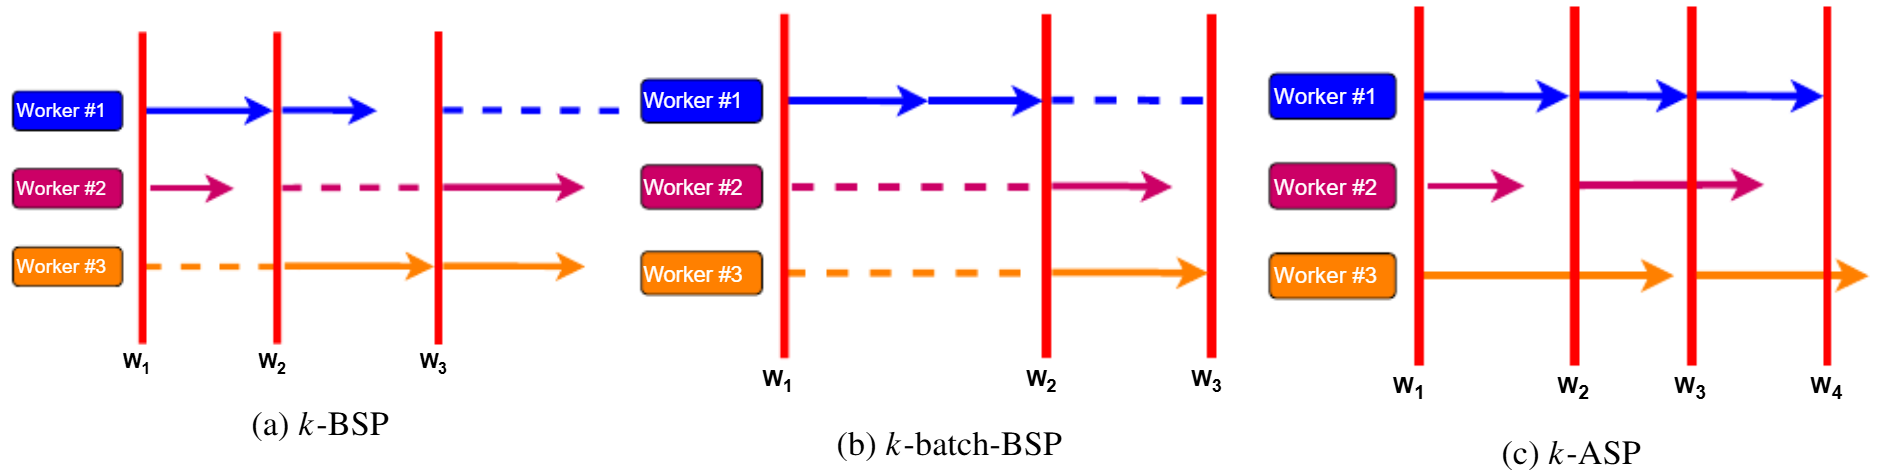 Worker #1
Worker #2
Worker #3
w1 w2 w3
(a) k-BSP
Worker #1
Worker #2
Worker #3
w1 w2 w3
(b) k-batch-BSP
Worker #1
Worker #2
Worker #3
w1 w2 w3 w4
(c) k-ASP